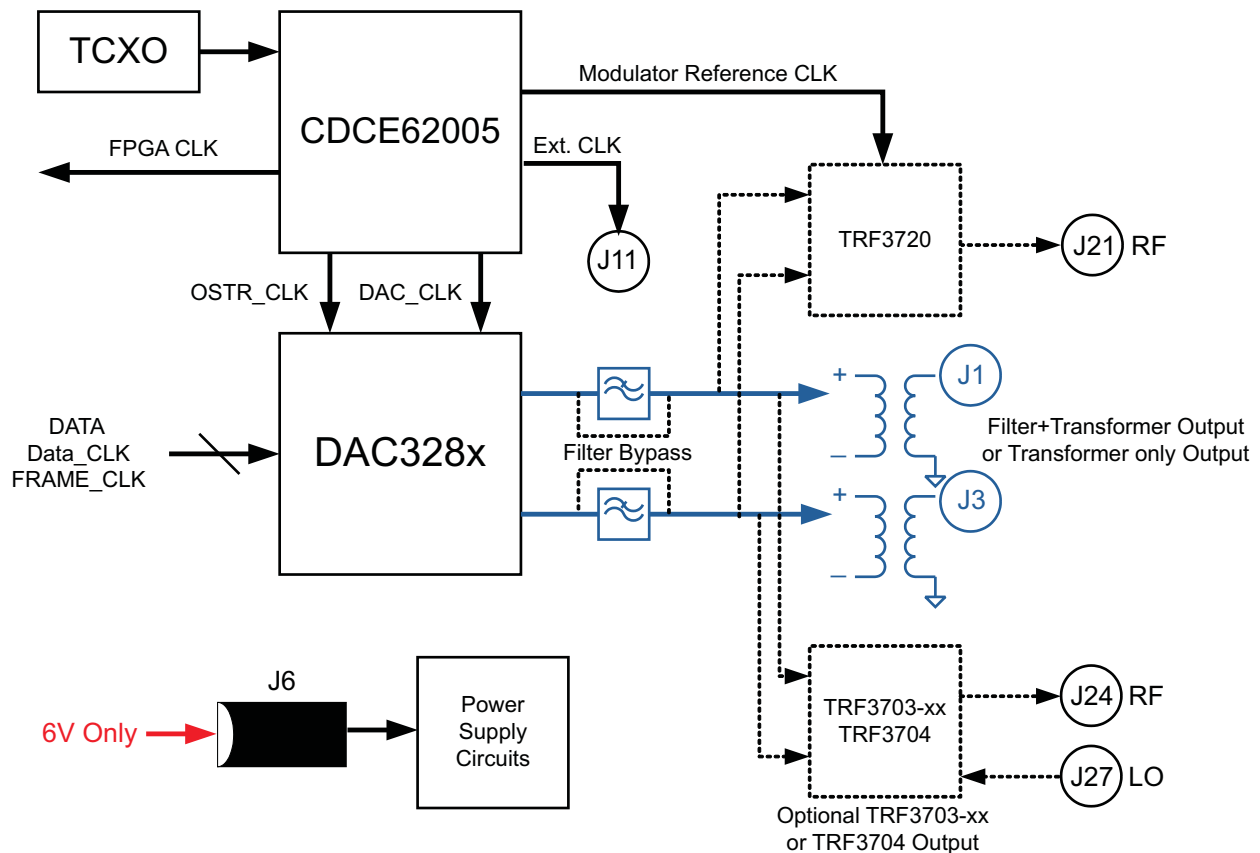 TCXO
CDCE62005
Modulator Reference CLK
FPGA CLK
Ext. CLK
J11
TRF3720
J21 RF
OSTR_CLK
DAC_CLK
DATA
Data_CLK
FRAME_CLK
DAC328x
Filter Bypass
+
–
J1
+
–
J3
Filter+Transformer Output
or Transformer only Output
6V Only
J6
Power
Supply
Circuits
TRF3703-xx
TRF3704
J24 RF
J27 LO
Optional TRF3703-xx
or TRF3704 Output